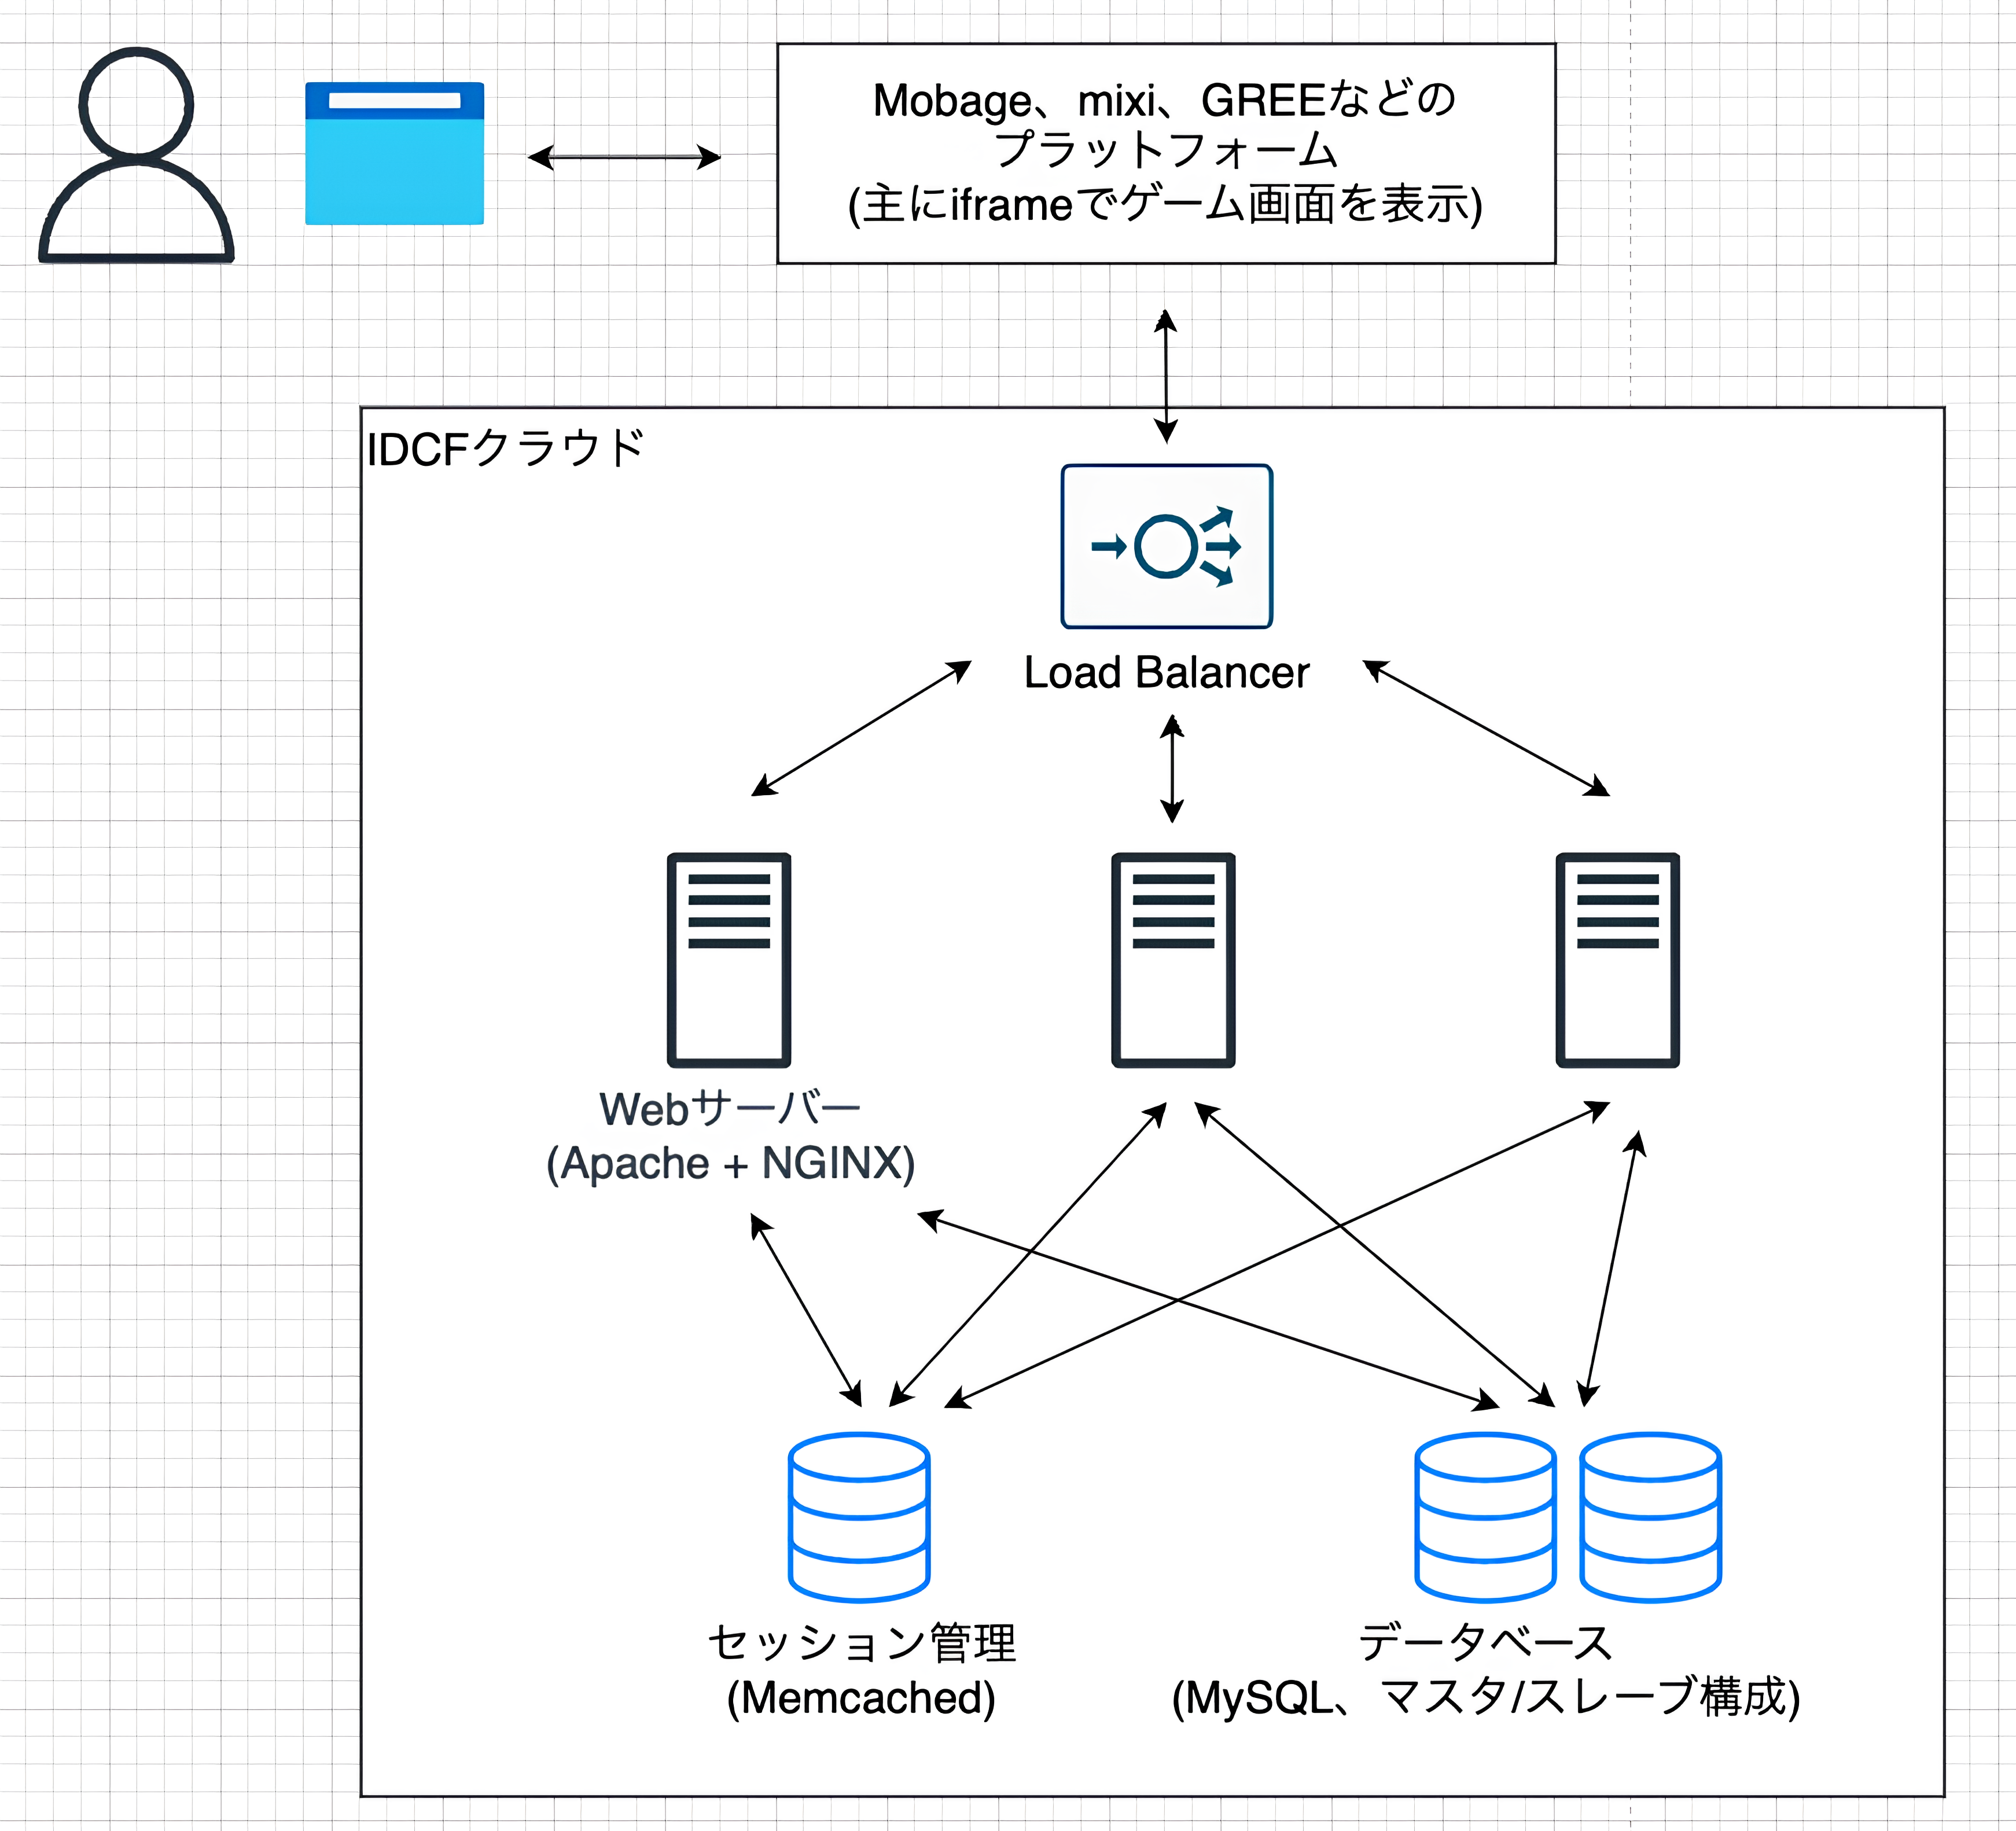 Mobage、mixi、GREEなどの
プラットフォーム
(主にiframeでゲーム画面を表示)
IDCFクラウド
Load Balancer
Webサーバー
(Apache + NGINX)
セッション管理
(Memcached)
データベース
(MySQL、マスタ/スレーブ構成)